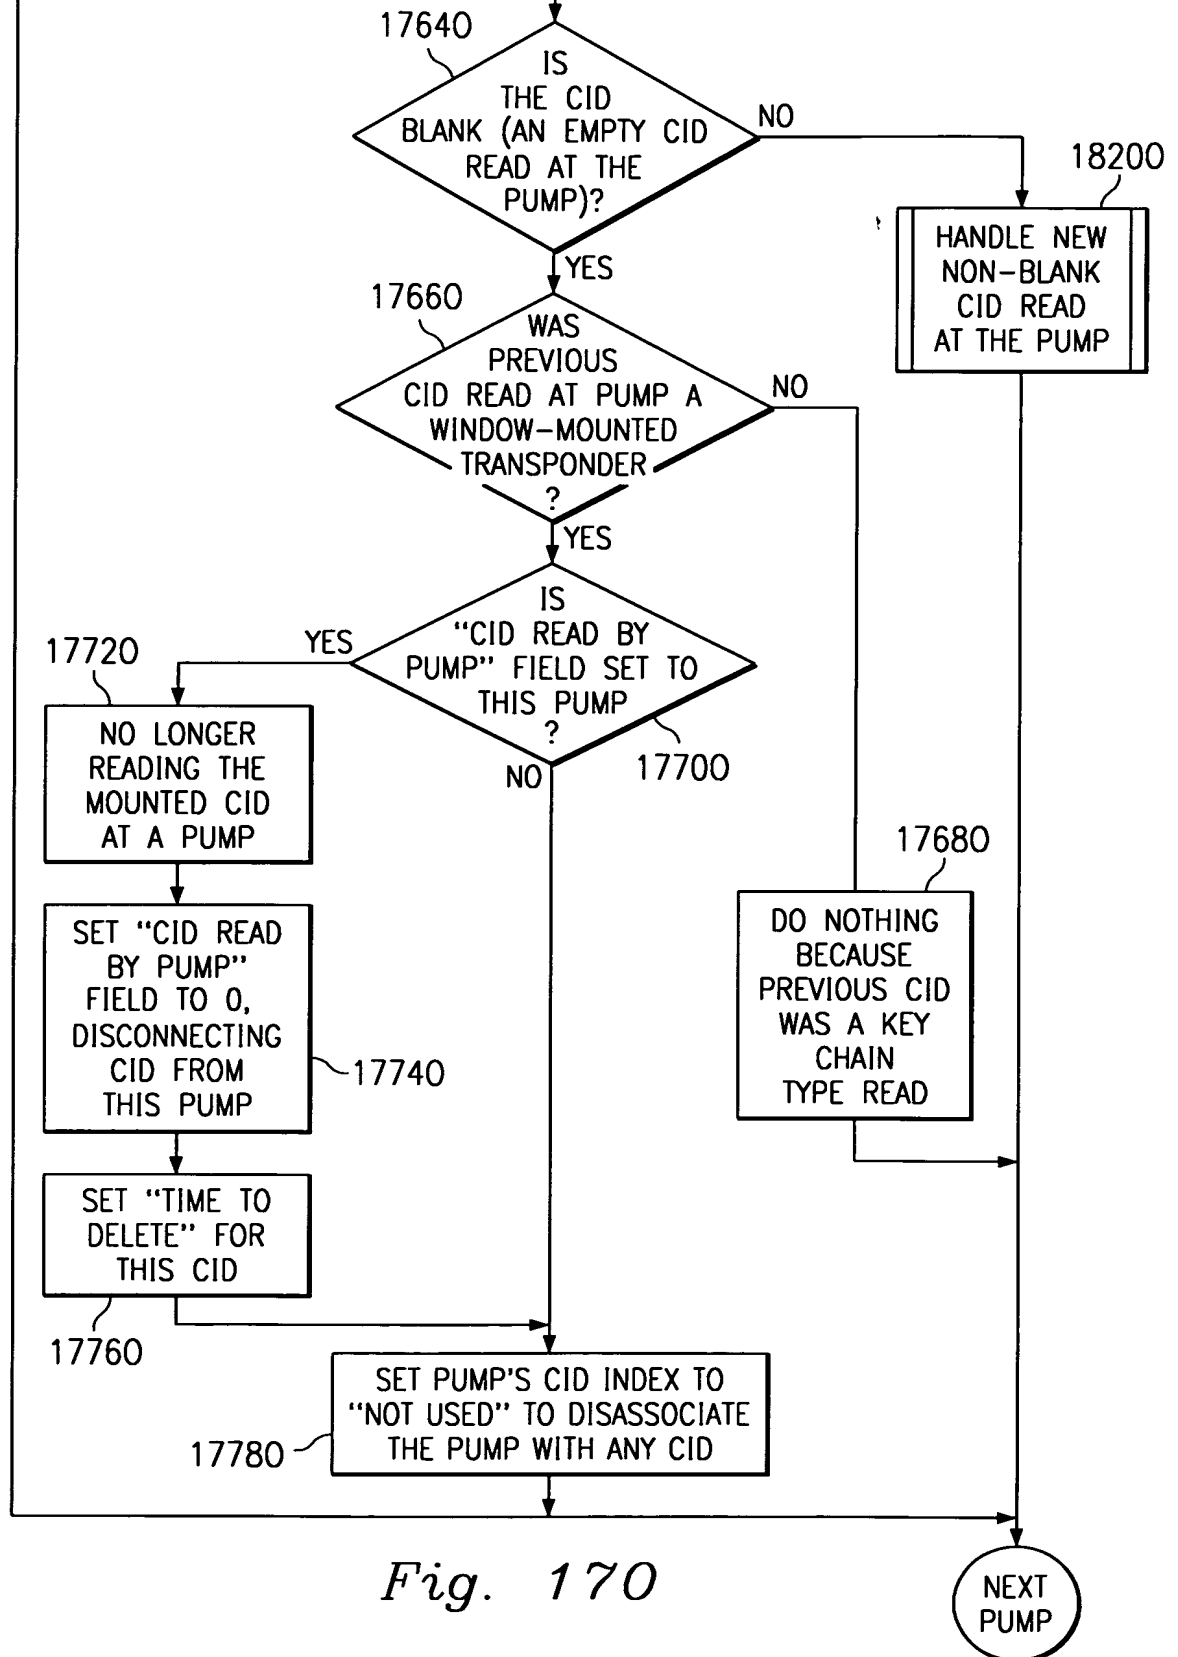 17640
IS
THE CID
BLANK (AN EMPTY CID
READ AT THE
PUMP)?
NO
YES
18200
HANDLE NEW
NON-BLANK
CID READ
AT THE PUMP
17660
WAS
PREVIOUS
CID READ AT PUMP A
WINDOW-MOUNTED
TRANSPONDER
?
NO
YES
IS
"CID READ BY
PUMP" FIELD SET TO
THIS PUMP
?
YES
NO
17700
17720
NO LONGER
READING THE
MOUNTED CID
AT A PUMP
17680
DO NOTHING
BECAUSE
PREVIOUS CID
WAS A KEY
CHAIN
TYPE READ
SET "CID READ
BY PUMP"
FIELD TO 0,
DISCONNECTING
CID FROM
THIS PUMP
17740
SET "TIME TO
DELETE" FOR
THIS CID
17760
SET PUMP'S CID INDEX TO
"NOT USED" TO DISASSOCIATE
THE PUMP WITH ANY CID
17780
NEXT
PUMP
Fig. 170